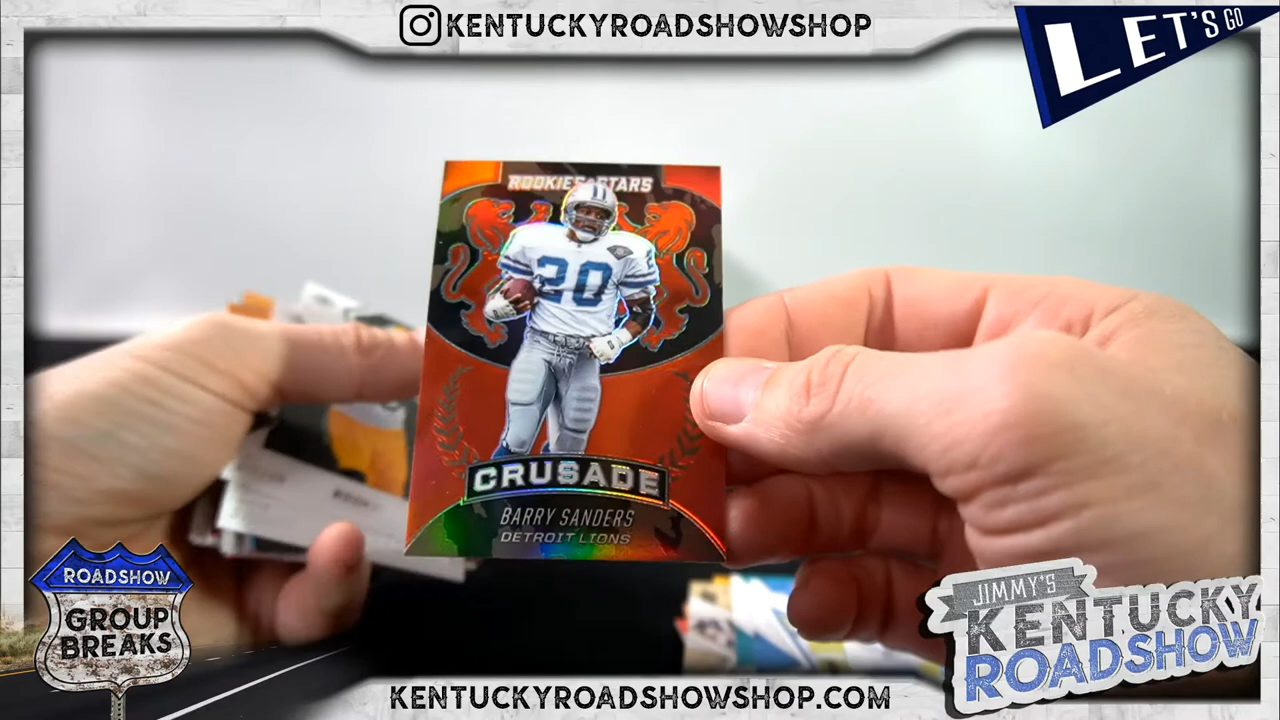 KENTUCKYROADSHOWSHOP
LET'S GO
ROOKIES & STARS
20
CRUSADE
BARRY SANDERS
DETROIT LIONS
ROADSHOW
GROUP
BREAKS
JIMMY'S
KENTUCKY
ROADSHOW
KENTUCKYROADSHOWSHOP.COM